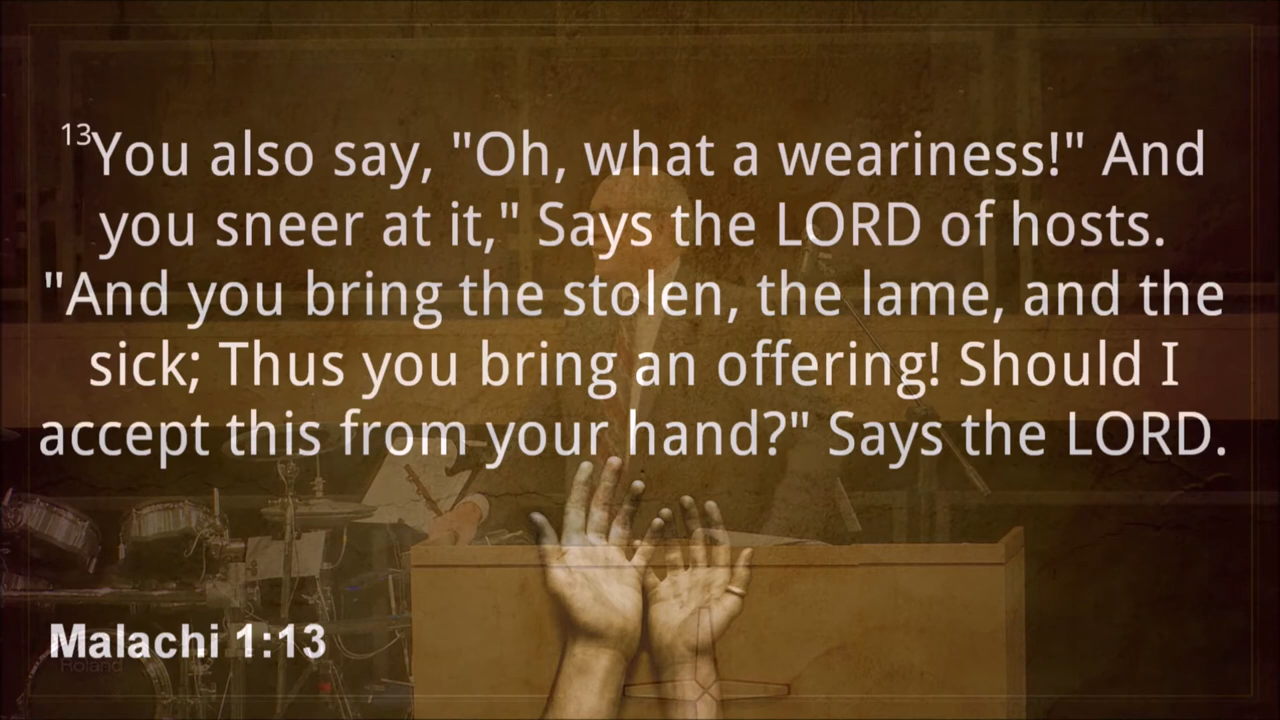 13You also say, "Oh, what a weariness!" And
you sneer at it," Says the LORD of hosts.
"And you bring the stolen, the lame, and the
sick; Thus you bring an offering! Should I
accept this from your hand?" Says the LORD.
Malachi 1:13
Roland